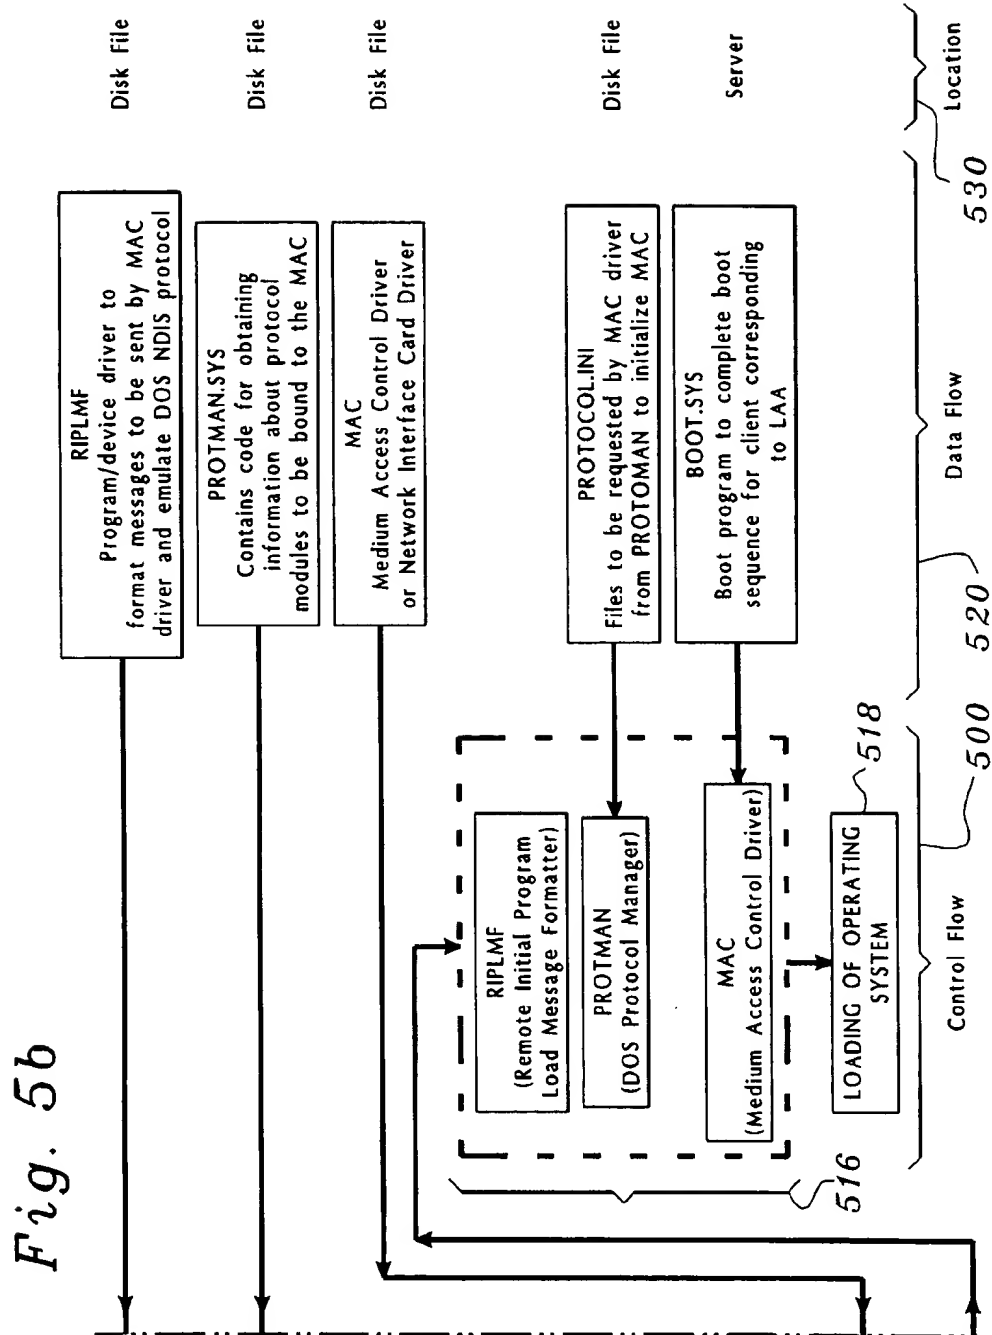 Fig. 5b
RIPLMF
Program/device driver to
format messages to be sent by MAC
driver and emulate DOS NDIS protocol
Disk File
PROTMAN.SYS
Contains code for obtaining
information about protocol
modules to be bound to the MAC
Disk File
MAC
Medium Access Control Driver
or Network Interface Card Driver
Disk File
RIPLMF
(Remote Initial Program
Load Message Formatter)
PROTMAN
(DOS Protocol Manager)
PROTOCOL.INI
Files to be requested by MAC driver
from PROTOMAN to initialize MAC
Disk File
MAC
(Medium Access Control Driver)
BOOT.SYS
Boot program to complete boot
sequence for client corresponding
to LAA
Server
516
LOADING OF OPERATING
SYSTEM
518
Control Flow
500
Data Flow
520
Location
530